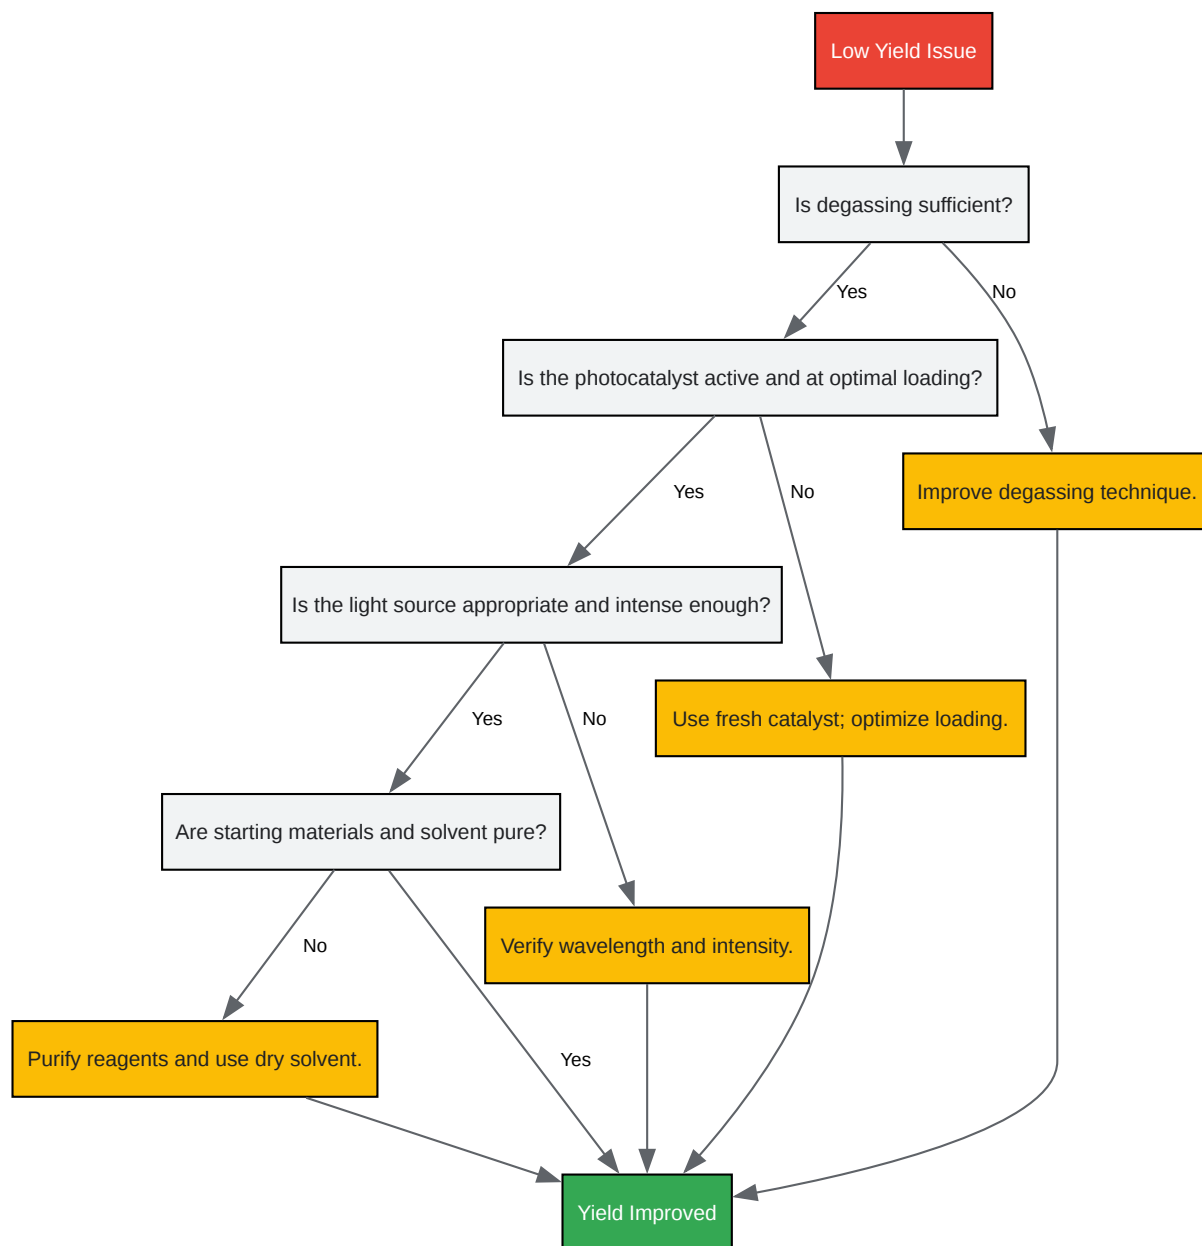 Low Yield Issue
Is degassing sufficient?
Yes
No
Is the photocatalyst active and at optimal loading?
Yes
No
Improve degassing technique.
Is the light source appropriate and intense enough?
Yes
No
Use fresh catalyst; optimize loading.
Are starting materials and solvent pure?
No
Verify wavelength and intensity.
Purify reagents and use dry solvent.
Yes
Yield Improved